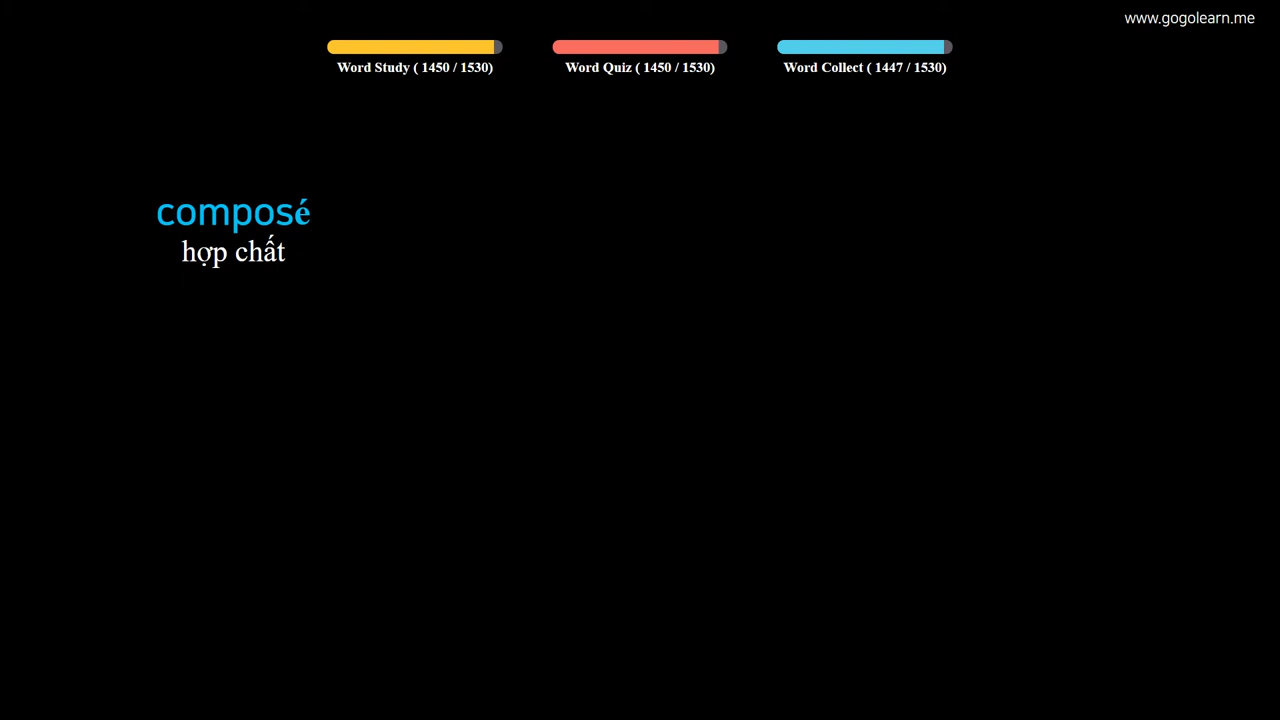 www.gogolearn.me
Word Study ( 1450 / 1530)
Word Quiz ( 1450 / 1530)
Word Collect ( 1447 / 1530)
composé
hợp chất